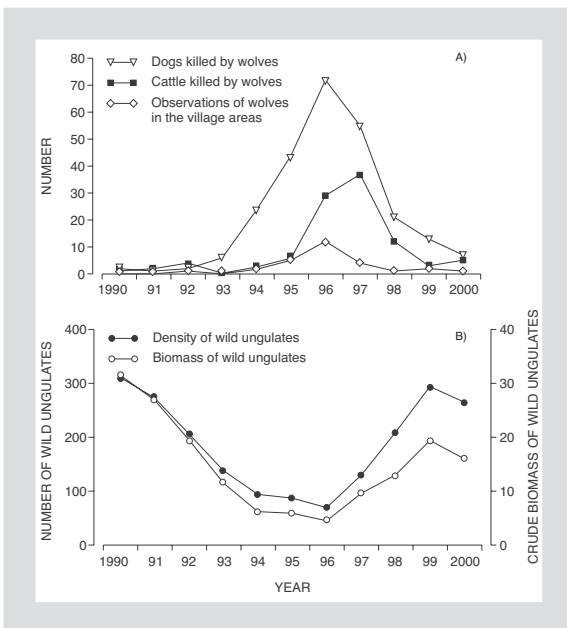 A)
80
Dogs killed by wolves
70
Cattle killed by wolves
60
Observations of wolves
in the village areas
50
40
30
20
10
0
NUMBER
1990 91 92 93 94 95 96 97 98 99 2000
B)
400
300
200
100
0
NUMBER OF WILD UNGULATES
Density of wild ungulates
Biomass of wild ungulates
40
30
20
10
0
CRUDE BIOMASS OF WILD UNGULATES
1990 91 92 93 94 95 96 97 98 99 2000
YEAR